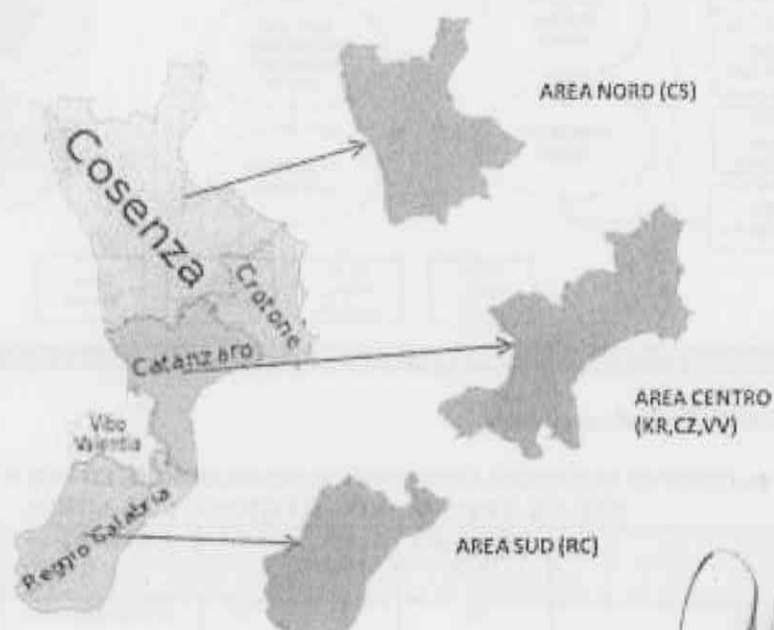 AREA NORD (CS)
Cosenza
Crotone
Catanzaro
AREA CENTRO
(KR,CZ,VV)
Vibo
Valentia
Reggio Calabria
AREA SUD (RC)